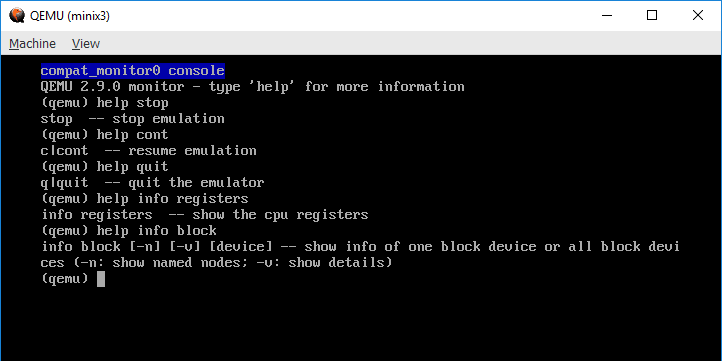 QEMU (minix3)
Machine View
compat_monitor0 console
QEMU 2.9.0 monitor - type 'help' for more information
(qemu) help stop
stop  -- stop emulation
(qemu) help cont
c|cont  -- resume emulation
(qemu) help quit
q|quit  -- quit the emulator
(qemu) help info registers
info registers  -- show the cpu registers
(qemu) help info block
info block [-n] [-v] [device] -- show info of one block device or all block devi
ces (-n: show named nodes; -v: show details)
(qemu)